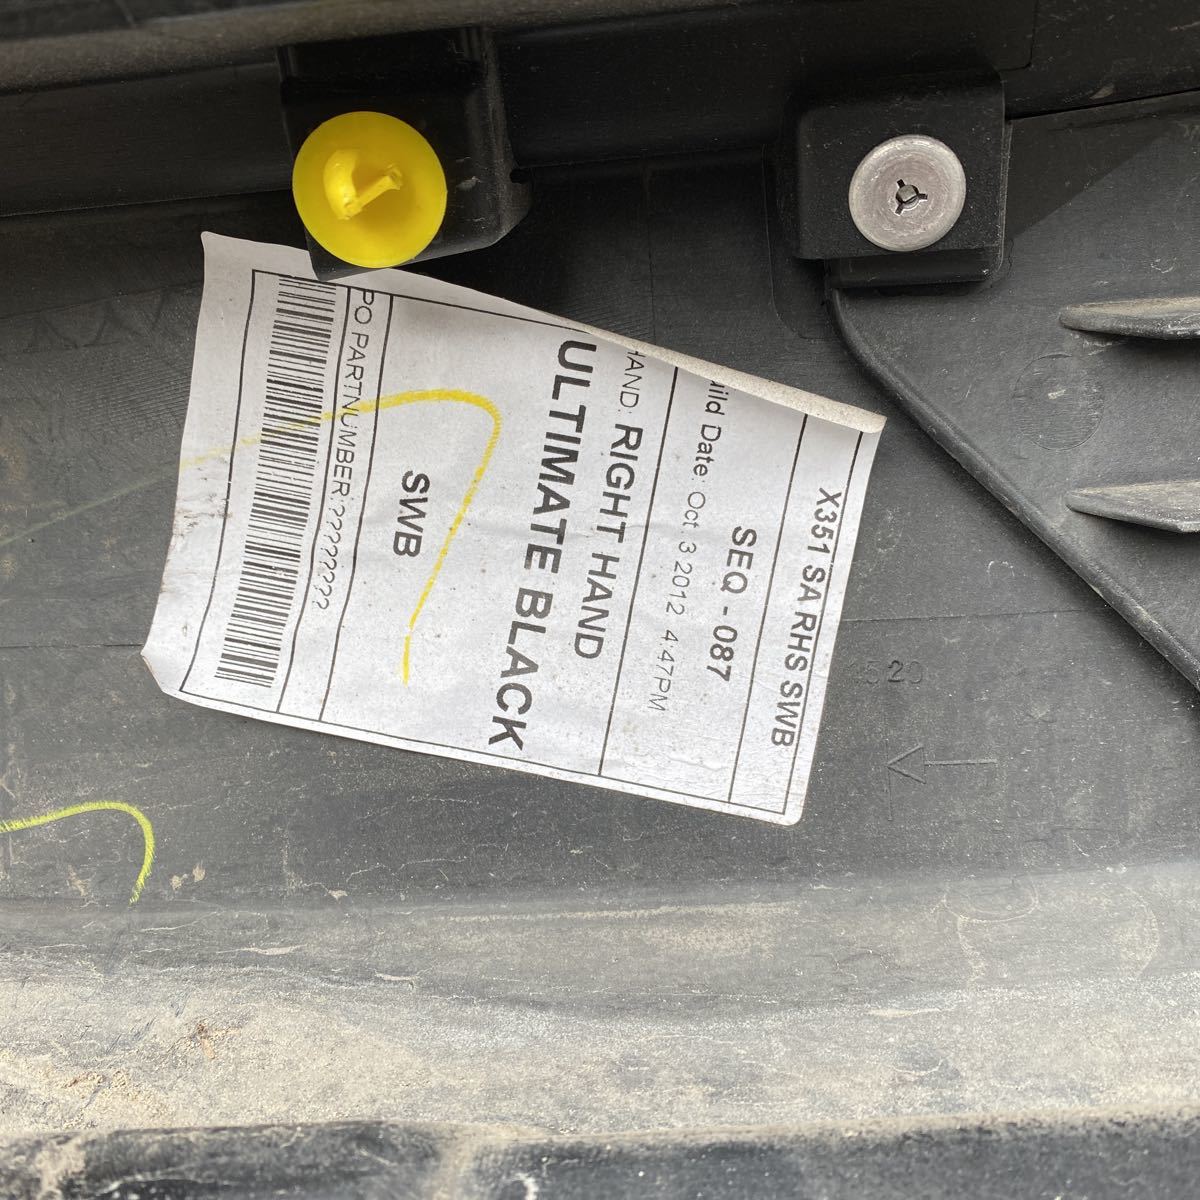 X351 SA RHS SWB
SEQ - 087
uild Date: Oct 3 2012 4:47PM
HAND: RIGHT HAND
ULTIMATE BLACK
SWB
PO PARTNUMBER:????????